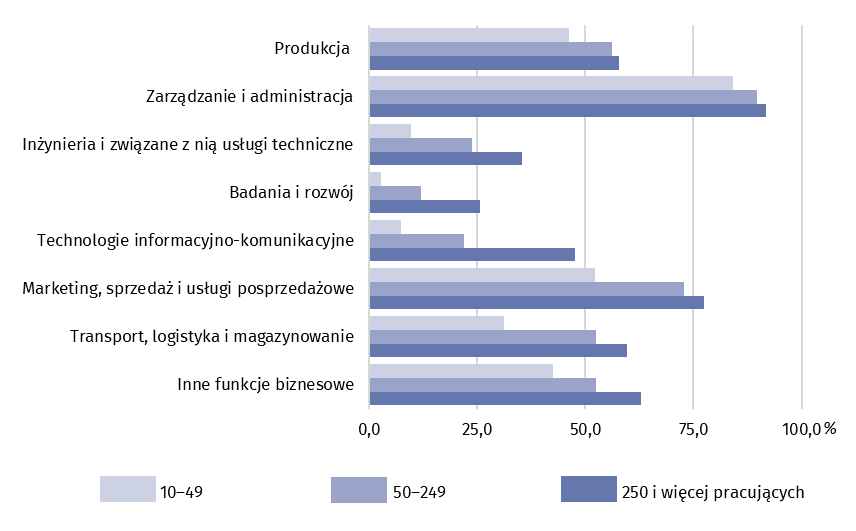 Produkcja
Zarządzanie i administracja
Inżynieria i związane z nią usługi techniczne
Badania i rozwój
Technologie informacyjno-komunikacyjne
Marketing, sprzedaż i usługi posprzedażowe
Transport, logistyka i magazynowanie
Inne funkcje biznesowe
0,0 25,0 50,0 75,0 100,0 %
10–49 50–249 250 i więcej pracujących